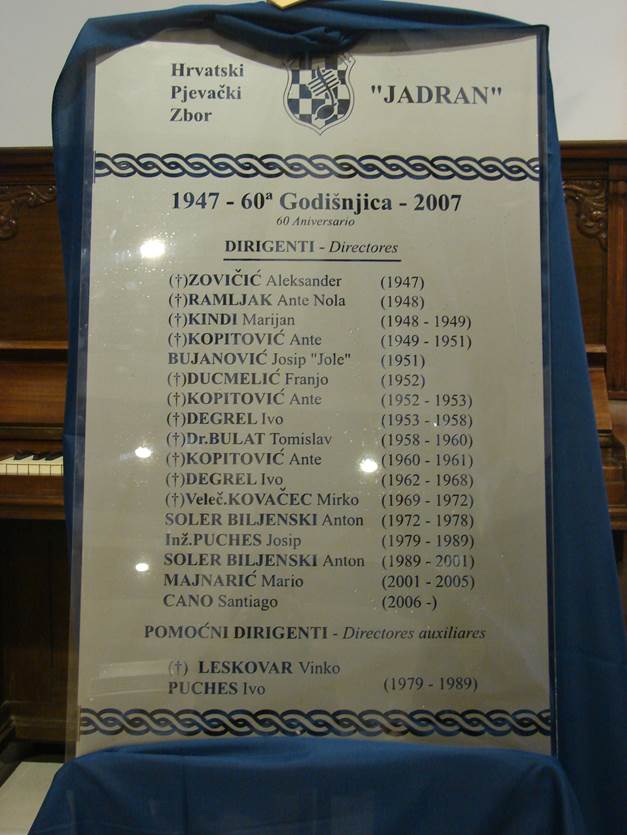 Hrvatski
Pjevački
Zbor
"JADRAN"
1947 - 60ª Godišnjica - 2007
60 Aniversario
DIRIGENTI - Directores
(†)ZOVIČIĆ Aleksander (1947)
(†)RAMLJAK Ante Nola (1948)
(†)KINDI Marijan (1948 - 1949)
(†)KOPITOVIĆ Ante (1949 - 1951)
BUJANOVIĆ Josip "Jole" (1951)
(†)DUCMELIĆ Franjo (1952)
(†)KOPITOVIĆ Ante (1952 - 1953)
(†)DEGREL Ivo (1953 - 1958)
(†)Dr.BULAT Tomislav (1958 - 1960)
(†)KOPITOVIĆ Ante (1960 - 1961)
(†)DEGREL Ivo (1962 - 1968)
(†)Veleč.KOVAČEC Mirko (1969 - 1972)
SOLER BILJENSKI Anton (1972 - 1978)
Inž.PUCHES Josip (1979 - 1989)
SOLER BILJENSKI Anton (1989 - 2001)
MAJNARIĆ Mario (2001 - 2005)
CANO Santiago (2006 -)
POMOĆNI DIRIGENTI - Directores auxiliares
(†) LESKOVAR Vinko
PUCHES Ivo (1979 - 1989)